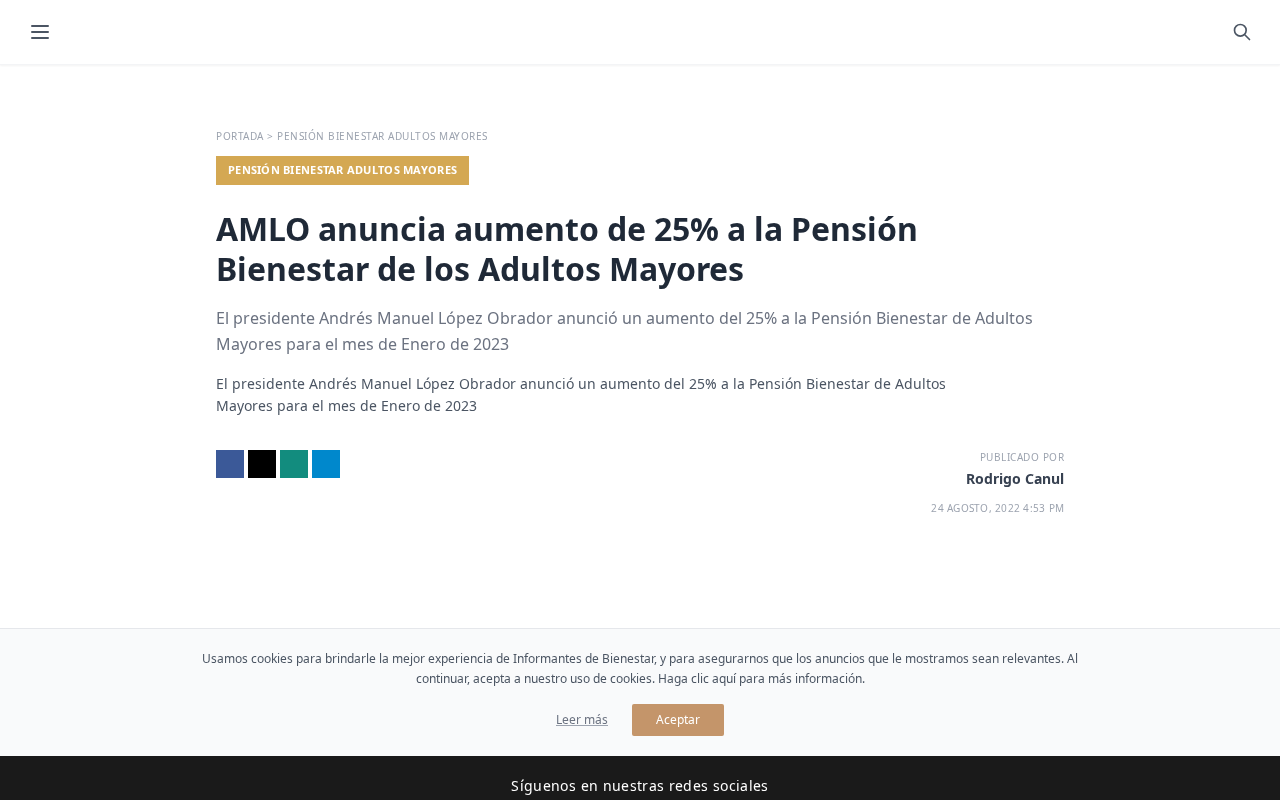 PORTADA > PENSIÓN BIENESTAR ADULTOS MAYORES
PENSIÓN BIENESTAR ADULTOS MAYORES
AMLO anuncia aumento de 25% a la Pensión
Bienestar de los Adultos Mayores
El presidente Andrés Manuel López Obrador anunció un aumento del 25% a la Pensión Bienestar de Adultos
Mayores para el mes de Enero de 2023
El presidente Andrés Manuel López Obrador anunció un aumento del 25% a la Pensión Bienestar de Adultos
Mayores para el mes de Enero de 2023
PUBLICADO POR
Rodrigo Canul
24 AGOSTO, 2022 4:53 PM
Usamos cookies para brindarle la mejor experiencia de Informantes de Bienestar, y para asegurarnos que los anuncios que le mostramos sean relevantes. Al
continuar, acepta a nuestro uso de cookies. Haga clic aquí para más información.
Leer más
Aceptar
Síguenos en nuestras redes sociales